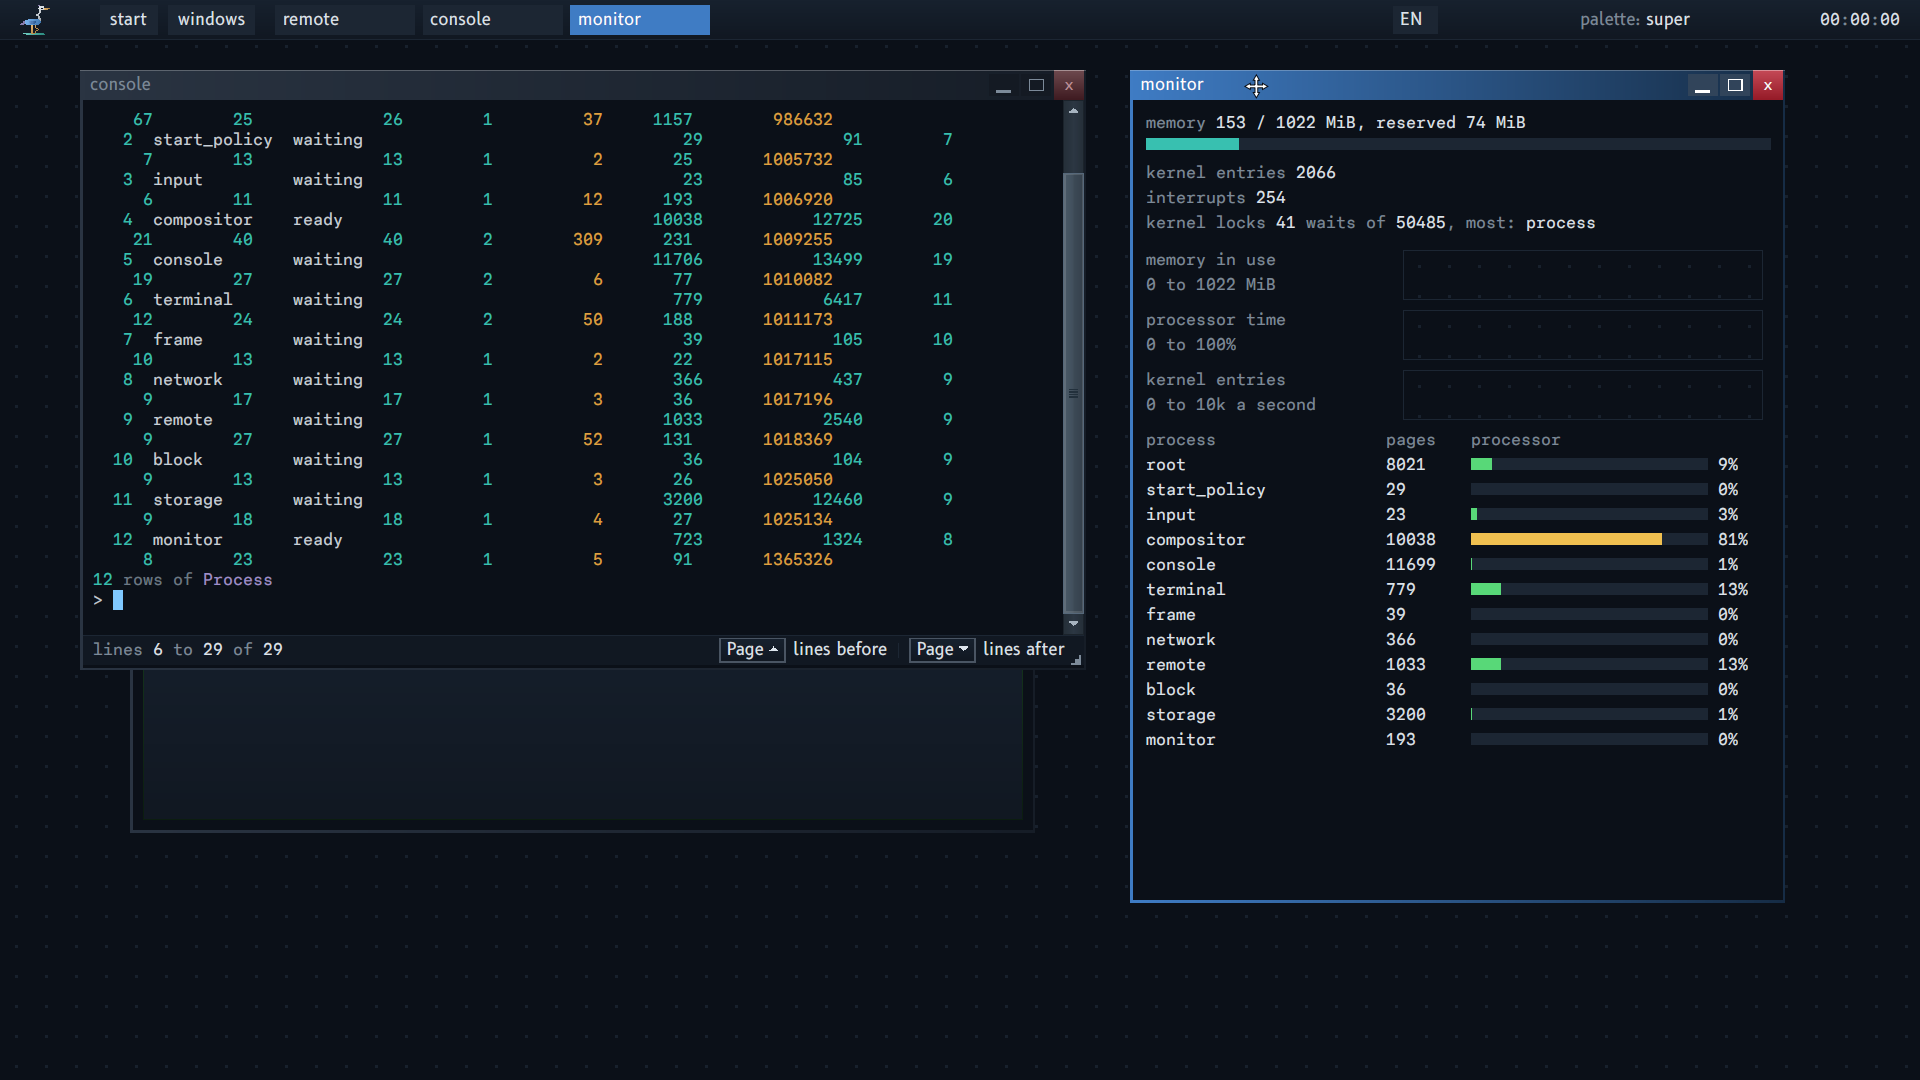 start windows remote console monitor EN palette: super 00:00:00
console x
67 25 26 1 37 1157 986632
2 start_policy waiting 29 91 7
7 13 13 1 2 25 1005732
3 input waiting 23 85 6
6 11 11 1 12 193 1006920
4 compositor ready 10038 12725 20
21 40 40 2 309 231 1009255
5 console waiting 11706 13499 19
19 27 27 2 6 77 1010082
6 terminal waiting 779 6417 11
12 24 24 2 50 188 1011173
7 frame waiting 39 105 10
10 13 13 1 2 22 1017115
8 network waiting 366 437 9
9 17 17 1 3 36 1017196
9 remote waiting 1033 2540 9
9 27 27 1 52 131 1018369
10 block waiting 36 104 9
9 13 13 1 3 26 1025050
11 storage waiting 3200 12460 9
9 18 18 1 4 27 1025134
12 monitor ready 723 1324 8
8 23 23 1 5 91 1365326
12 rows of Process
>
lines 6 to 29 of 29 Page lines before Page lines after
monitor x
memory 153 / 1022 MiB, reserved 74 MiB
kernel entries 2066
interrupts 254
kernel locks 41 waits of 50485, most: process
memory in use
0 to 1022 MiB
processor time
0 to 100%
kernel entries
0 to 10k a second
process pages processor
root 8021 9%
start_policy 29 0%
input 23 3%
compositor 10038 81%
console 11699 1%
terminal 779 13%
frame 39 0%
network 366 0%
remote 1033 13%
block 36 0%
storage 3200 1%
monitor 193 0%